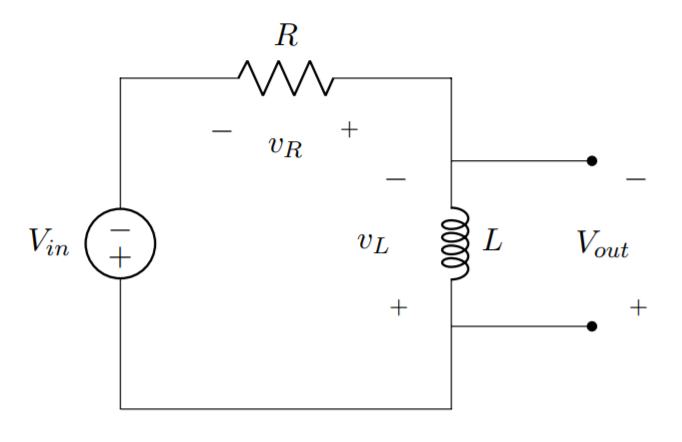 R
− v_R +
V_in − +
− v_L +
L
− V_out +